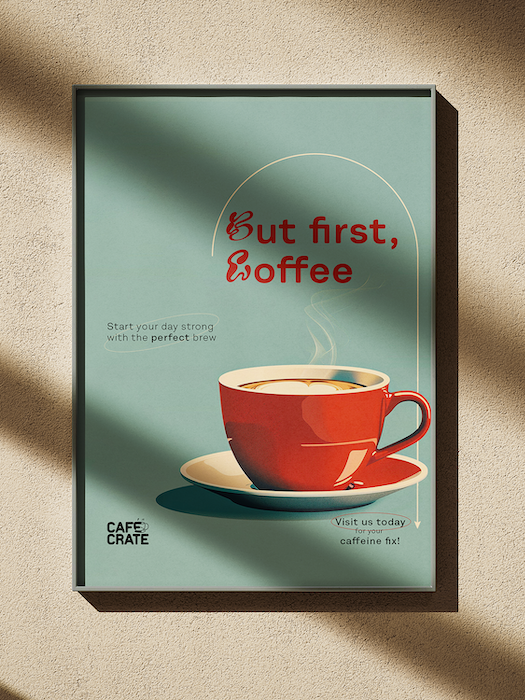 But first,
Coffee
Start your day strong
with the perfect brew
CAFÉ
CRATE
Visit us today
for your
caffeine fix!